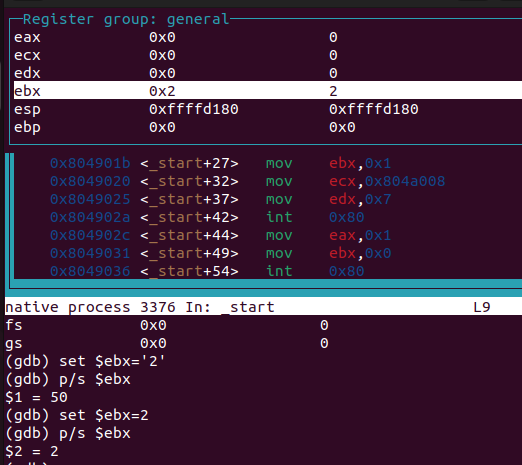 Register group: general
eax 0x0 0
ecx 0x0 0
edx 0x0 0
ebx 0x2 2
esp 0xffffd180 0xffffd180
ebp 0x0 0x0
0x804901b <_start+27> mov ebx,0x1
0x8049020 <_start+32> mov ecx,0x804a008
0x8049025 <_start+37> mov edx,0x7
0x804902a <_start+42> int 0x80
0x804902c <_start+44> mov eax,0x1
0x8049031 <_start+49> mov ebx,0x0
0x8049036 <_start+54> int 0x80
native process 3376 In: _start L9
fs 0x0 0
gs 0x0 0
(gdb) set $ebx='2'
(gdb) p/s $ebx
$1 = 50
(gdb) set $ebx=2
(gdb) p/s $ebx
$2 = 2